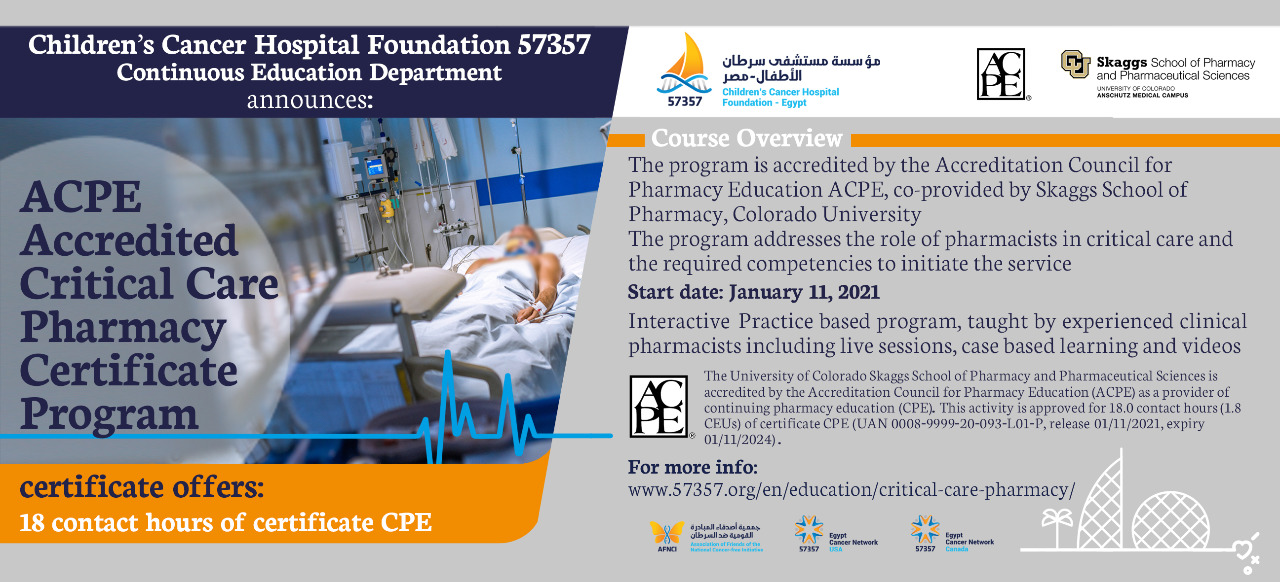 Children's Cancer Hospital Foundation 57357
Continuous Education Department
announces:
ACPE
Accredited
Critical Care
Pharmacy
Certificate
Program
certificate offers:
18 contact hours of certificate CPE
57357
مؤسسة مستشفى سرطان
الأطفال-مصر
Children's Cancer Hospital
Foundation - Egypt
ACPE®
CU
Skaggs School of Pharmacy
and Pharmaceutical Sciences
UNIVERSITY OF COLORADO
ANSCHUTZ MEDICAL CAMPUS
Course Overview
The program is accredited by the Accreditation Council for
Pharmacy Education ACPE, co-provided by Skaggs School of
Pharmacy, Colorado University
The program addresses the role of pharmacists in critical care and
the required competencies to initiate the service
Start date: January 11, 2021
Interactive Practice based program, taught by experienced clinical
pharmacists including live sessions, case based learning and videos
ACPE®
The University of Colorado Skaggs School of Pharmacy and Pharmaceutical Sciences is
accredited by the Accreditation Council for Pharmacy Education (ACPE) as a provider of
continuing pharmacy education (CPE). This activity is approved for 18.0 contact hours (1.8
CEUs) of certificate CPE (UAN 0008-9999-20-093-L01-P, release 01/11/2021, expiry
01/11/2024).
For more info:
www.57357.org/en/education/critical-care-pharmacy/
AFNCI
جمعية أصدقاء المبادرة
القومية ضد السرطان
Association of Friends of the
National Cancer free Initiative
57357
Egypt
Cancer Network
USA
57357
Egypt
Cancer Network
Canada